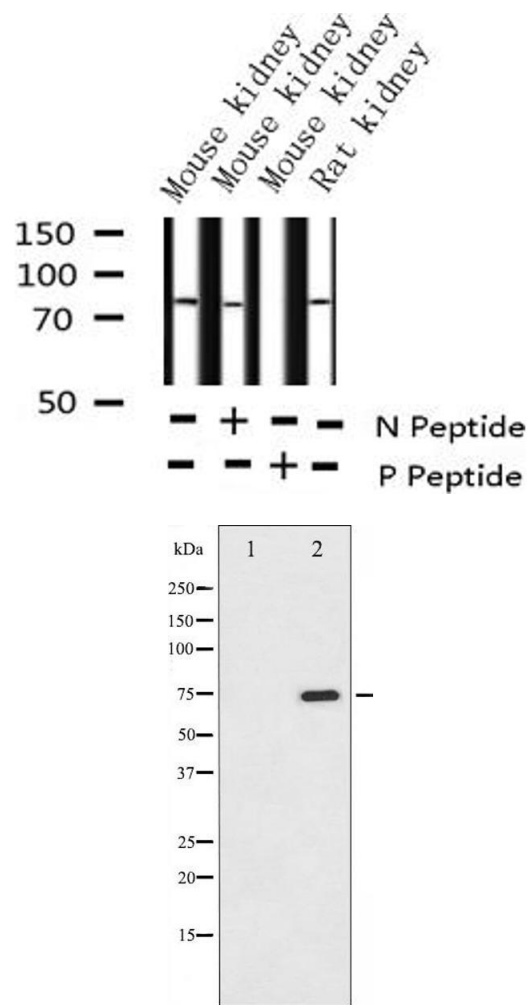 Mouse kidney
Mouse kidney
Mouse kidney
Rat kidney
150
100
70
50
− + − − N Peptide
− − + − P Peptide
kDa 1 2
250
150
100
75
50
37
25
20
15